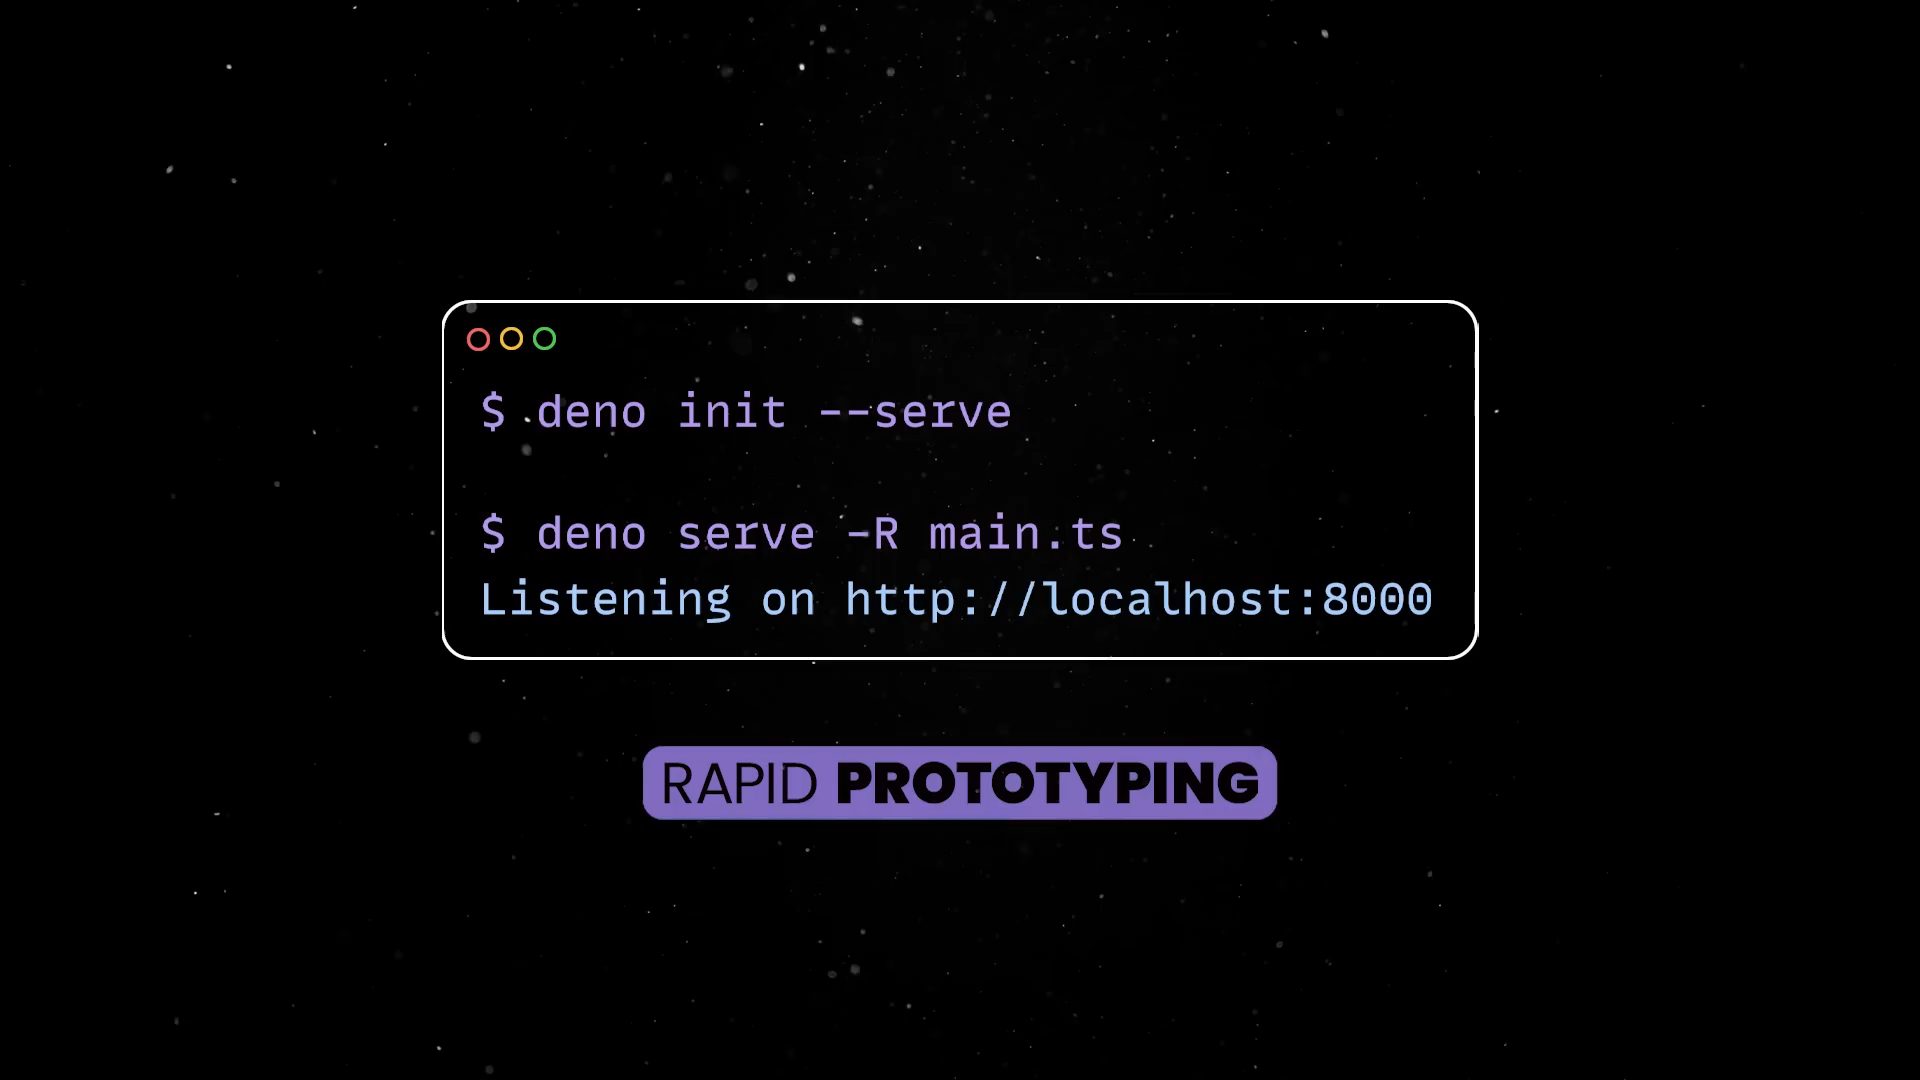 $ deno init --serve
$ deno serve -R main.ts
Listening on http://localhost:8000
RAPID PROTOTYPING